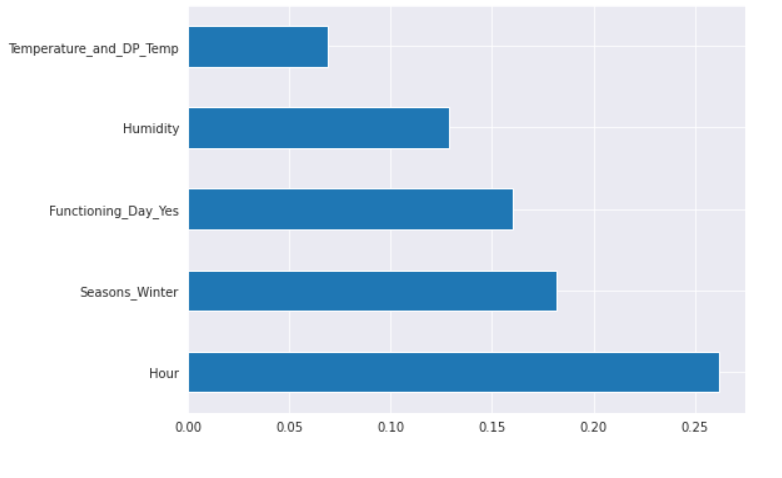 Temperature_and_DP_Temp
Humidity
Functioning_Day_Yes
Seasons_Winter
Hour
0.00 0.05 0.10 0.15 0.20 0.25